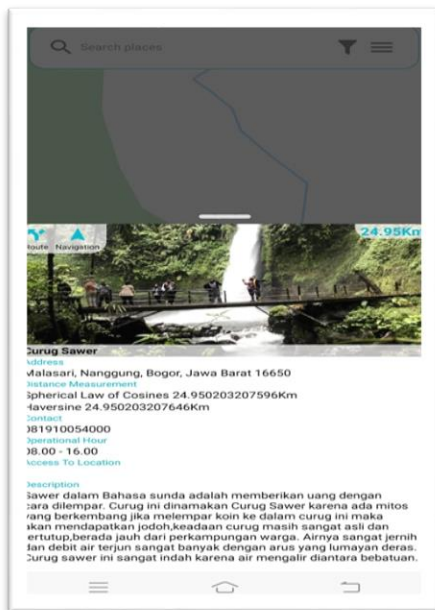 Search places
24.95Km
Route Navigation
Curug Sawer
Address
Malasari, Nanggung, Bogor, Jawa Barat 16650
Distance Measurement
Spherical Law of Cosines 24.950203207596Km
Haversine 24.950203207646Km
Contact
081910054000
Operational Hour
08.00 - 16.00
Access To Location
Description
Sawer dalam Bahasa sunda adalah memberikan uang dengan
cara dilempar. Curug ini dinamakan Curug Sawer karena ada mitos
yang berkembang jika melempar koin ke dalam curug ini maka
akan mendapatkan jodoh,keadaan curug masih sangat asli dan
tertutup,berada jauh dari perkampungan warga. Airnya sangat jernih
dan debit air terjun sangat banyak dengan arus yang lumayan deras.
Curug sawer ini sangat indah karena air mengalir diantara bebatuan.